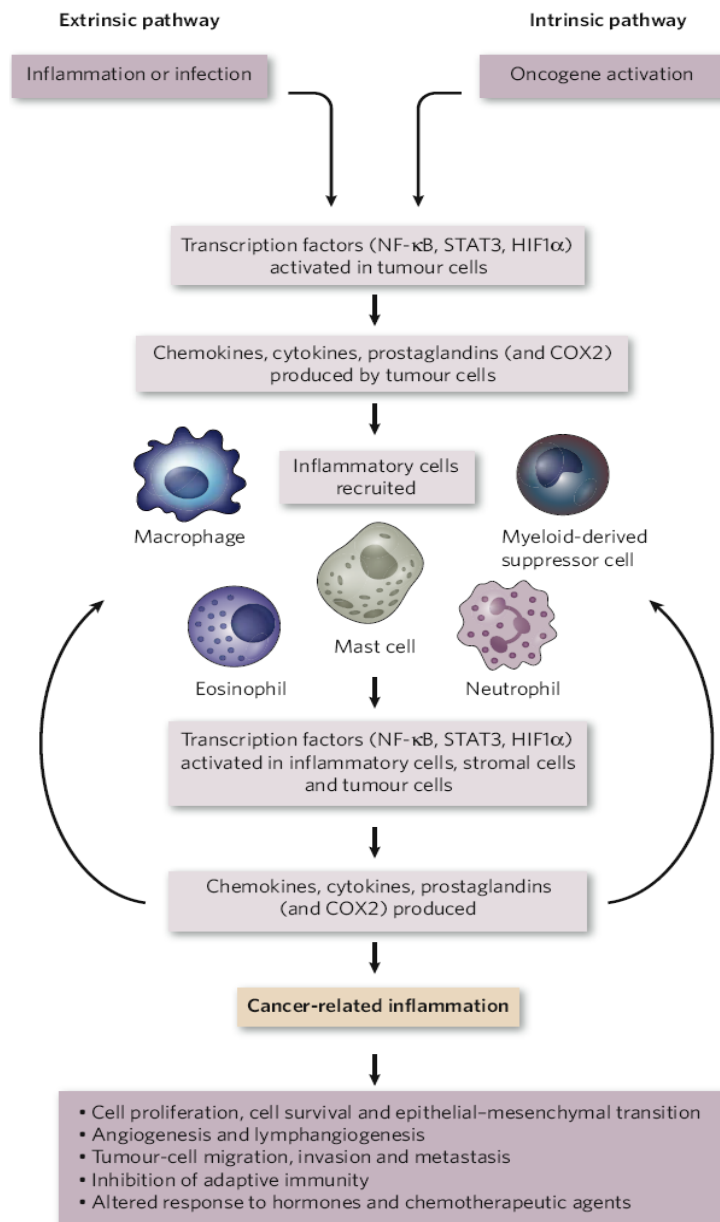 Extrinsic pathway
Intrinsic pathway
Inflammation or infection
Oncogene activation
Transcription factors (NF-κB, STAT3, HIF1α)
activated in tumour cells
Chemokines, cytokines, prostaglandins (and COX2)
produced by tumour cells
Inflammatory cells
recruited
Macrophage
Myeloid-derived
suppressor cell
Mast cell
Eosinophil
Neutrophil
Transcription factors (NF-κB, STAT3, HIF1α)
activated in inflammatory cells, stromal cells
and tumour cells
Chemokines, cytokines, prostaglandins
(and COX2) produced
Cancer-related inflammation
• Cell proliferation, cell survival and epithelial–mesenchymal transition
• Angiogenesis and lymphangiogenesis
• Tumour-cell migration, invasion and metastasis
• Inhibition of adaptive immunity
• Altered response to hormones and chemotherapeutic agents